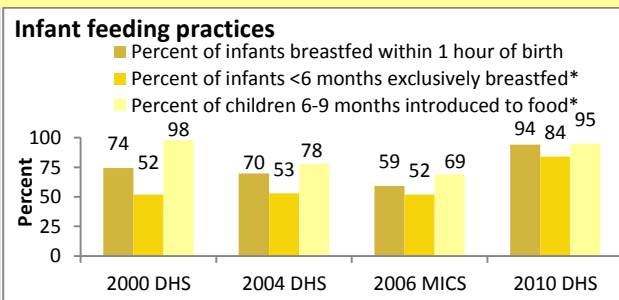 Infant feeding practices
Percent of infants breastfed within 1 hour of birth
Percent of infants <6 months exclusively breastfed*
Percent of children 6-9 months introduced to food*
Percent
100
75
50
25
0
74
52
98
70
53
78
59
52
69
94
84
95
2000 DHS
2004 DHS
2006 MICS
2010 DHS